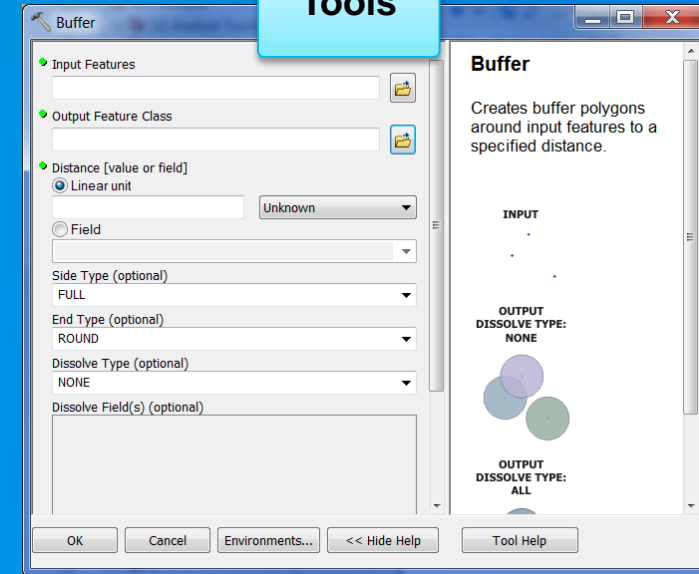 Tools
Buffer
Input Features
Output Feature Class
Distance [value or field]
Linear unit
Unknown
Field
Side Type (optional)
FULL
End Type (optional)
ROUND
Dissolve Type (optional)
NONE
Dissolve Field(s) (optional)
OK
Cancel
Environments...
<< Hide Help
Buffer
Creates buffer polygons
around input features to a
specified distance.
INPUT
OUTPUT
DISSOLVE TYPE:
NONE
OUTPUT
DISSOLVE TYPE:
ALL
Tool Help